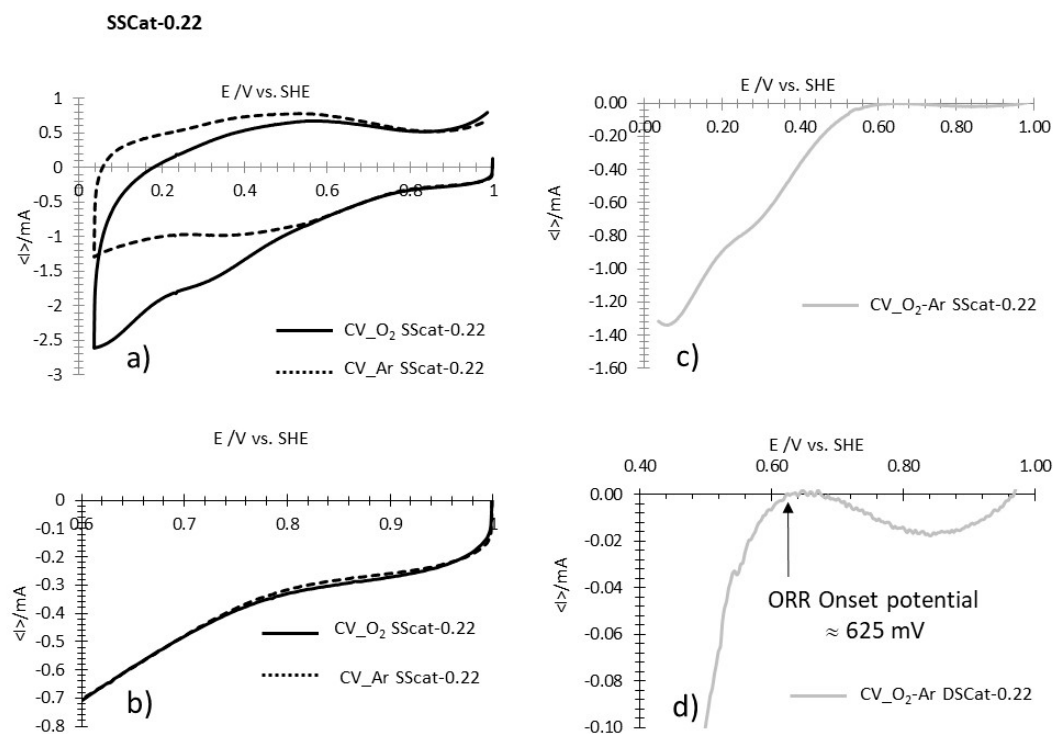 SSCat-0.22
E /V vs. SHE
1
0.5
0
-0.5
-1
-1.5
-2
-2.5
-3
0
0.2
0.4
0.6
0.8
1
<I>/mA
CV_O₂ SScat-0.22
CV_Ar SScat-0.22
a)
E /V vs. SHE
0.00
-0.20
-0.40
-0.60
-0.80
-1.00
-1.20
-1.40
-1.60
0.00
0.20
0.40
0.60
0.80
1.00
<I>/mA
CV_O₂-Ar SScat-0.22
c)
E /V vs. SHE
0
-0.1
-0.2
-0.3
-0.4
-0.5
-0.6
-0.7
-0.8
0.6
0.7
0.8
0.9
1
<I>/mA
CV_O₂ SScat-0.22
CV_Ar SScat-0.22
b)
E /V vs. SHE
0.40
0.60
0.80
1.00
0.00
-0.02
-0.04
-0.06
-0.08
-0.10
<I>/mA
ORR Onset potential
≈ 625 mV
CV_O₂-Ar DSCat-0.22
d)